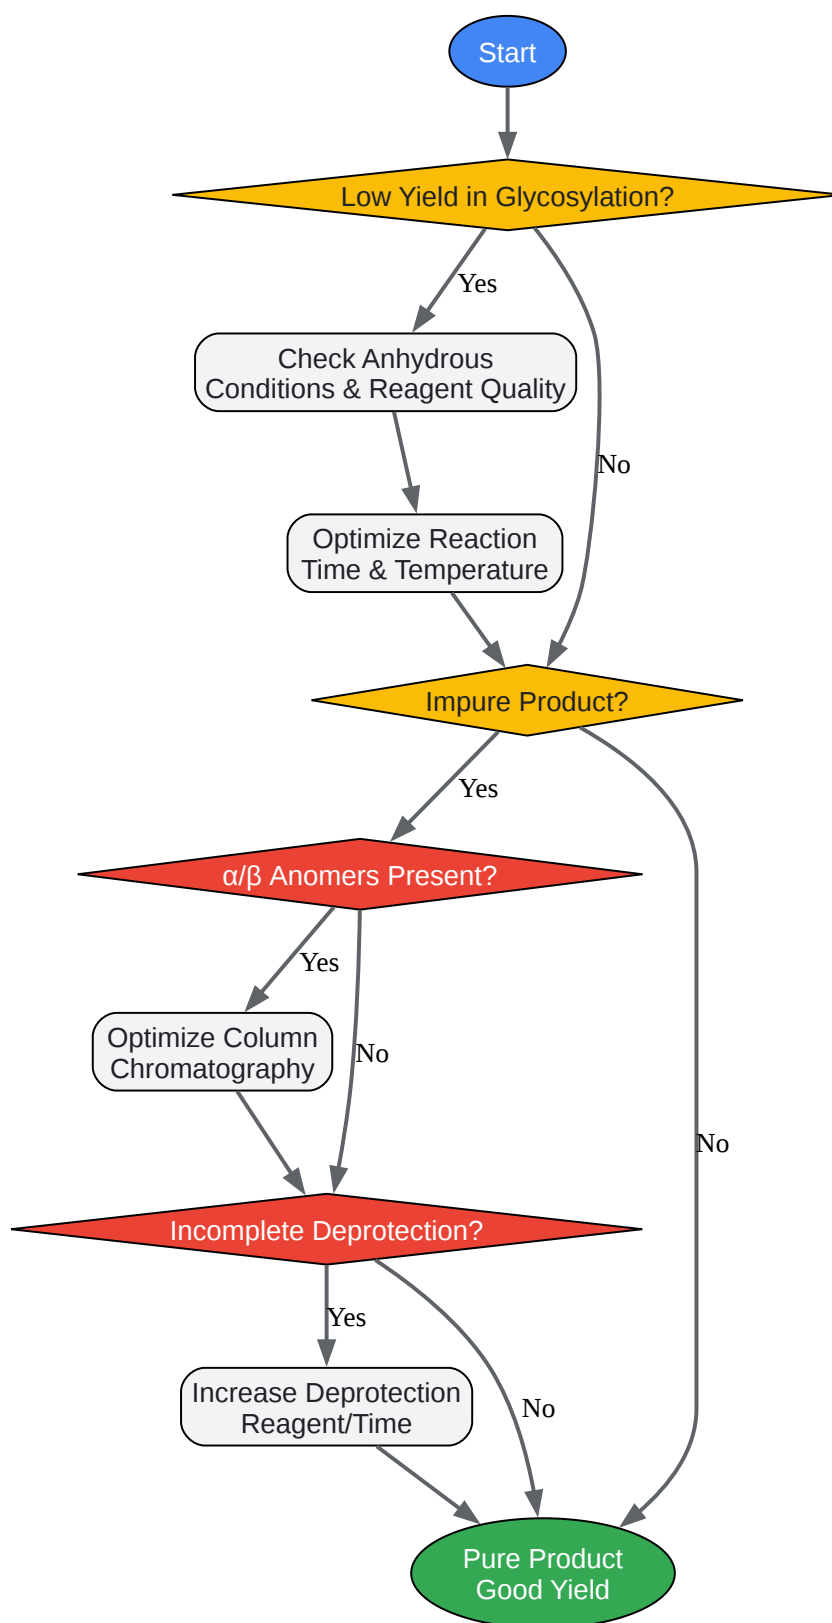 Start
Low Yield in Glycosylation?
Yes
Check Anhydrous
Conditions & Reagent Quality
No
Optimize Reaction
Time & Temperature
Impure Product?
Yes
α/β Anomers Present?
Yes
Optimize Column
Chromatography
No
No
Incomplete Deprotection?
Yes
Increase Deprotection
Reagent/Time
No
Pure Product
Good Yield